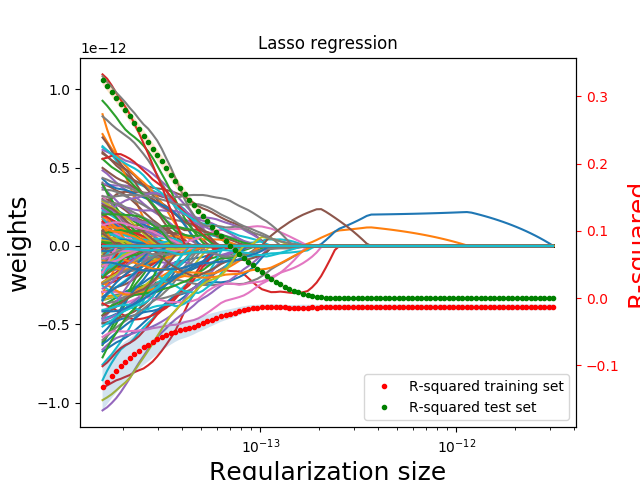 Lasso regression
1e−12
1.0
0.5
0.0
−0.5
−1.0
weights
0.3
0.2
0.1
0.0
−0.1
R-squared
R-squared training set
R-squared test set
10^−13
10^−12
Regularization size